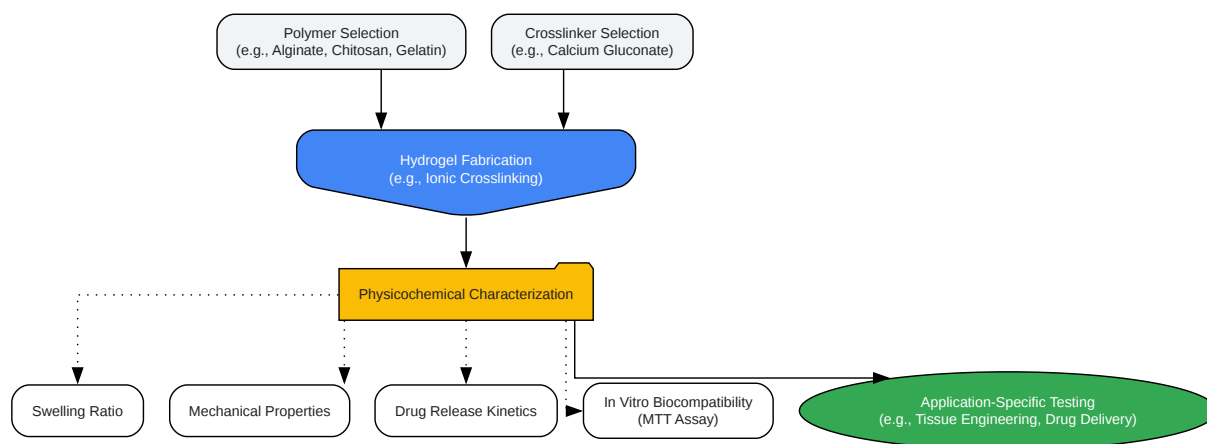 Polymer Selection
(e.g., Alginate, Chitosan, Gelatin)
Crosslinker Selection
(e.g., Calcium Gluconate)
Hydrogel Fabrication
(e.g., Ionic Crosslinking)
Physicochemical Characterization
Swelling Ratio
Mechanical Properties
Drug Release Kinetics
In Vitro Biocompatibility
(MTT Assay)
Application-Specific Testing
(e.g., Tissue Engineering, Drug Delivery)